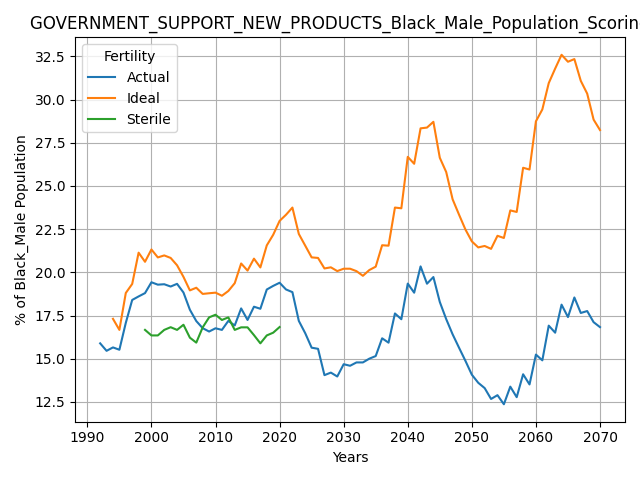 GOVERNMENT_SUPPORT_NEW_PRODUCTS_Black_Male_Population_Scorin
Fertility
Actual
Ideal
Sterile
% of Black_Male Population
32.5
30.0
27.5
25.0
22.5
20.0
17.5
15.0
12.5
1990 2000 2010 2020 2030 2040 2050 2060 2070
Years